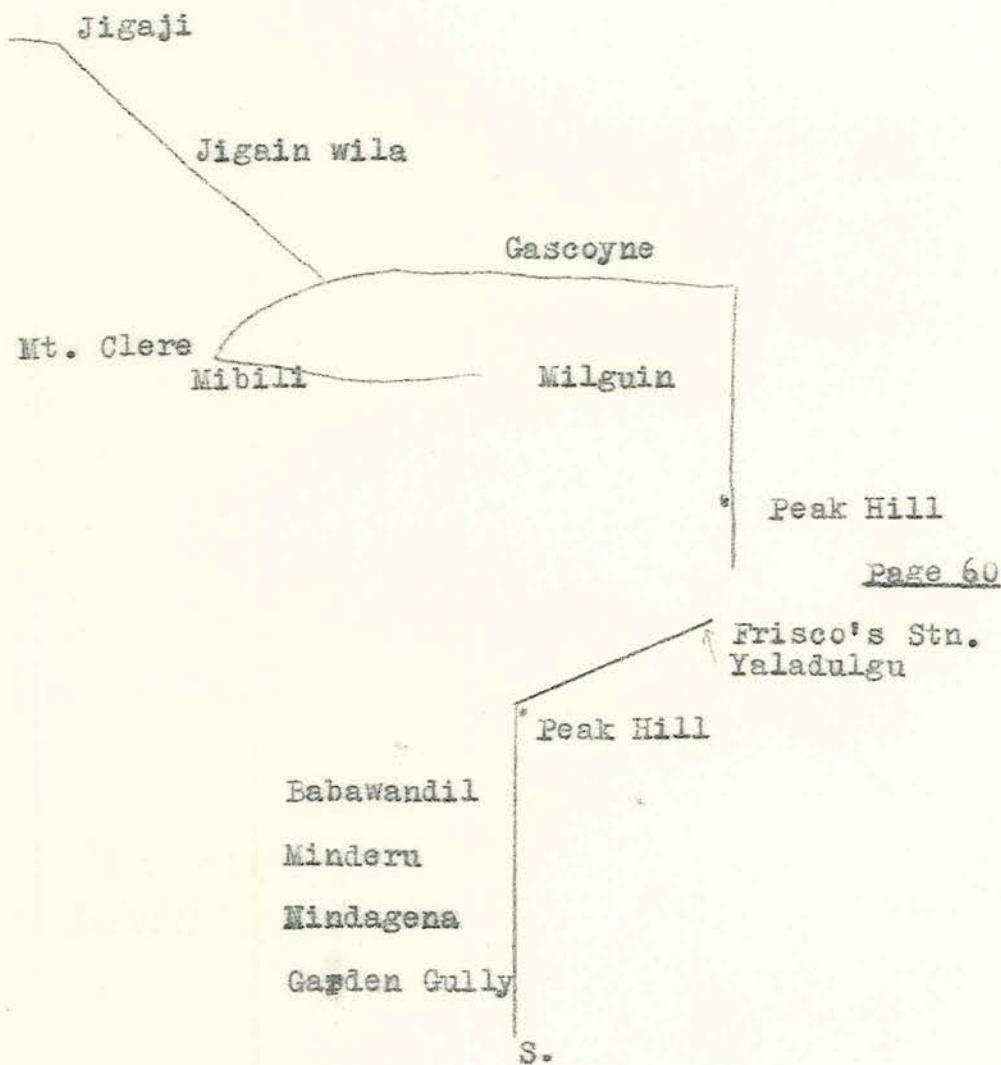 Jigaji
Jigain wila
Gascoyne
Mt. Clere
Mibili
Milguin
Peak Hill
Page 60
Frisco's Stn.
Yaladulgu
Peak Hill
Babawandil
Minderu
Nindagena
Garden Gully
S.